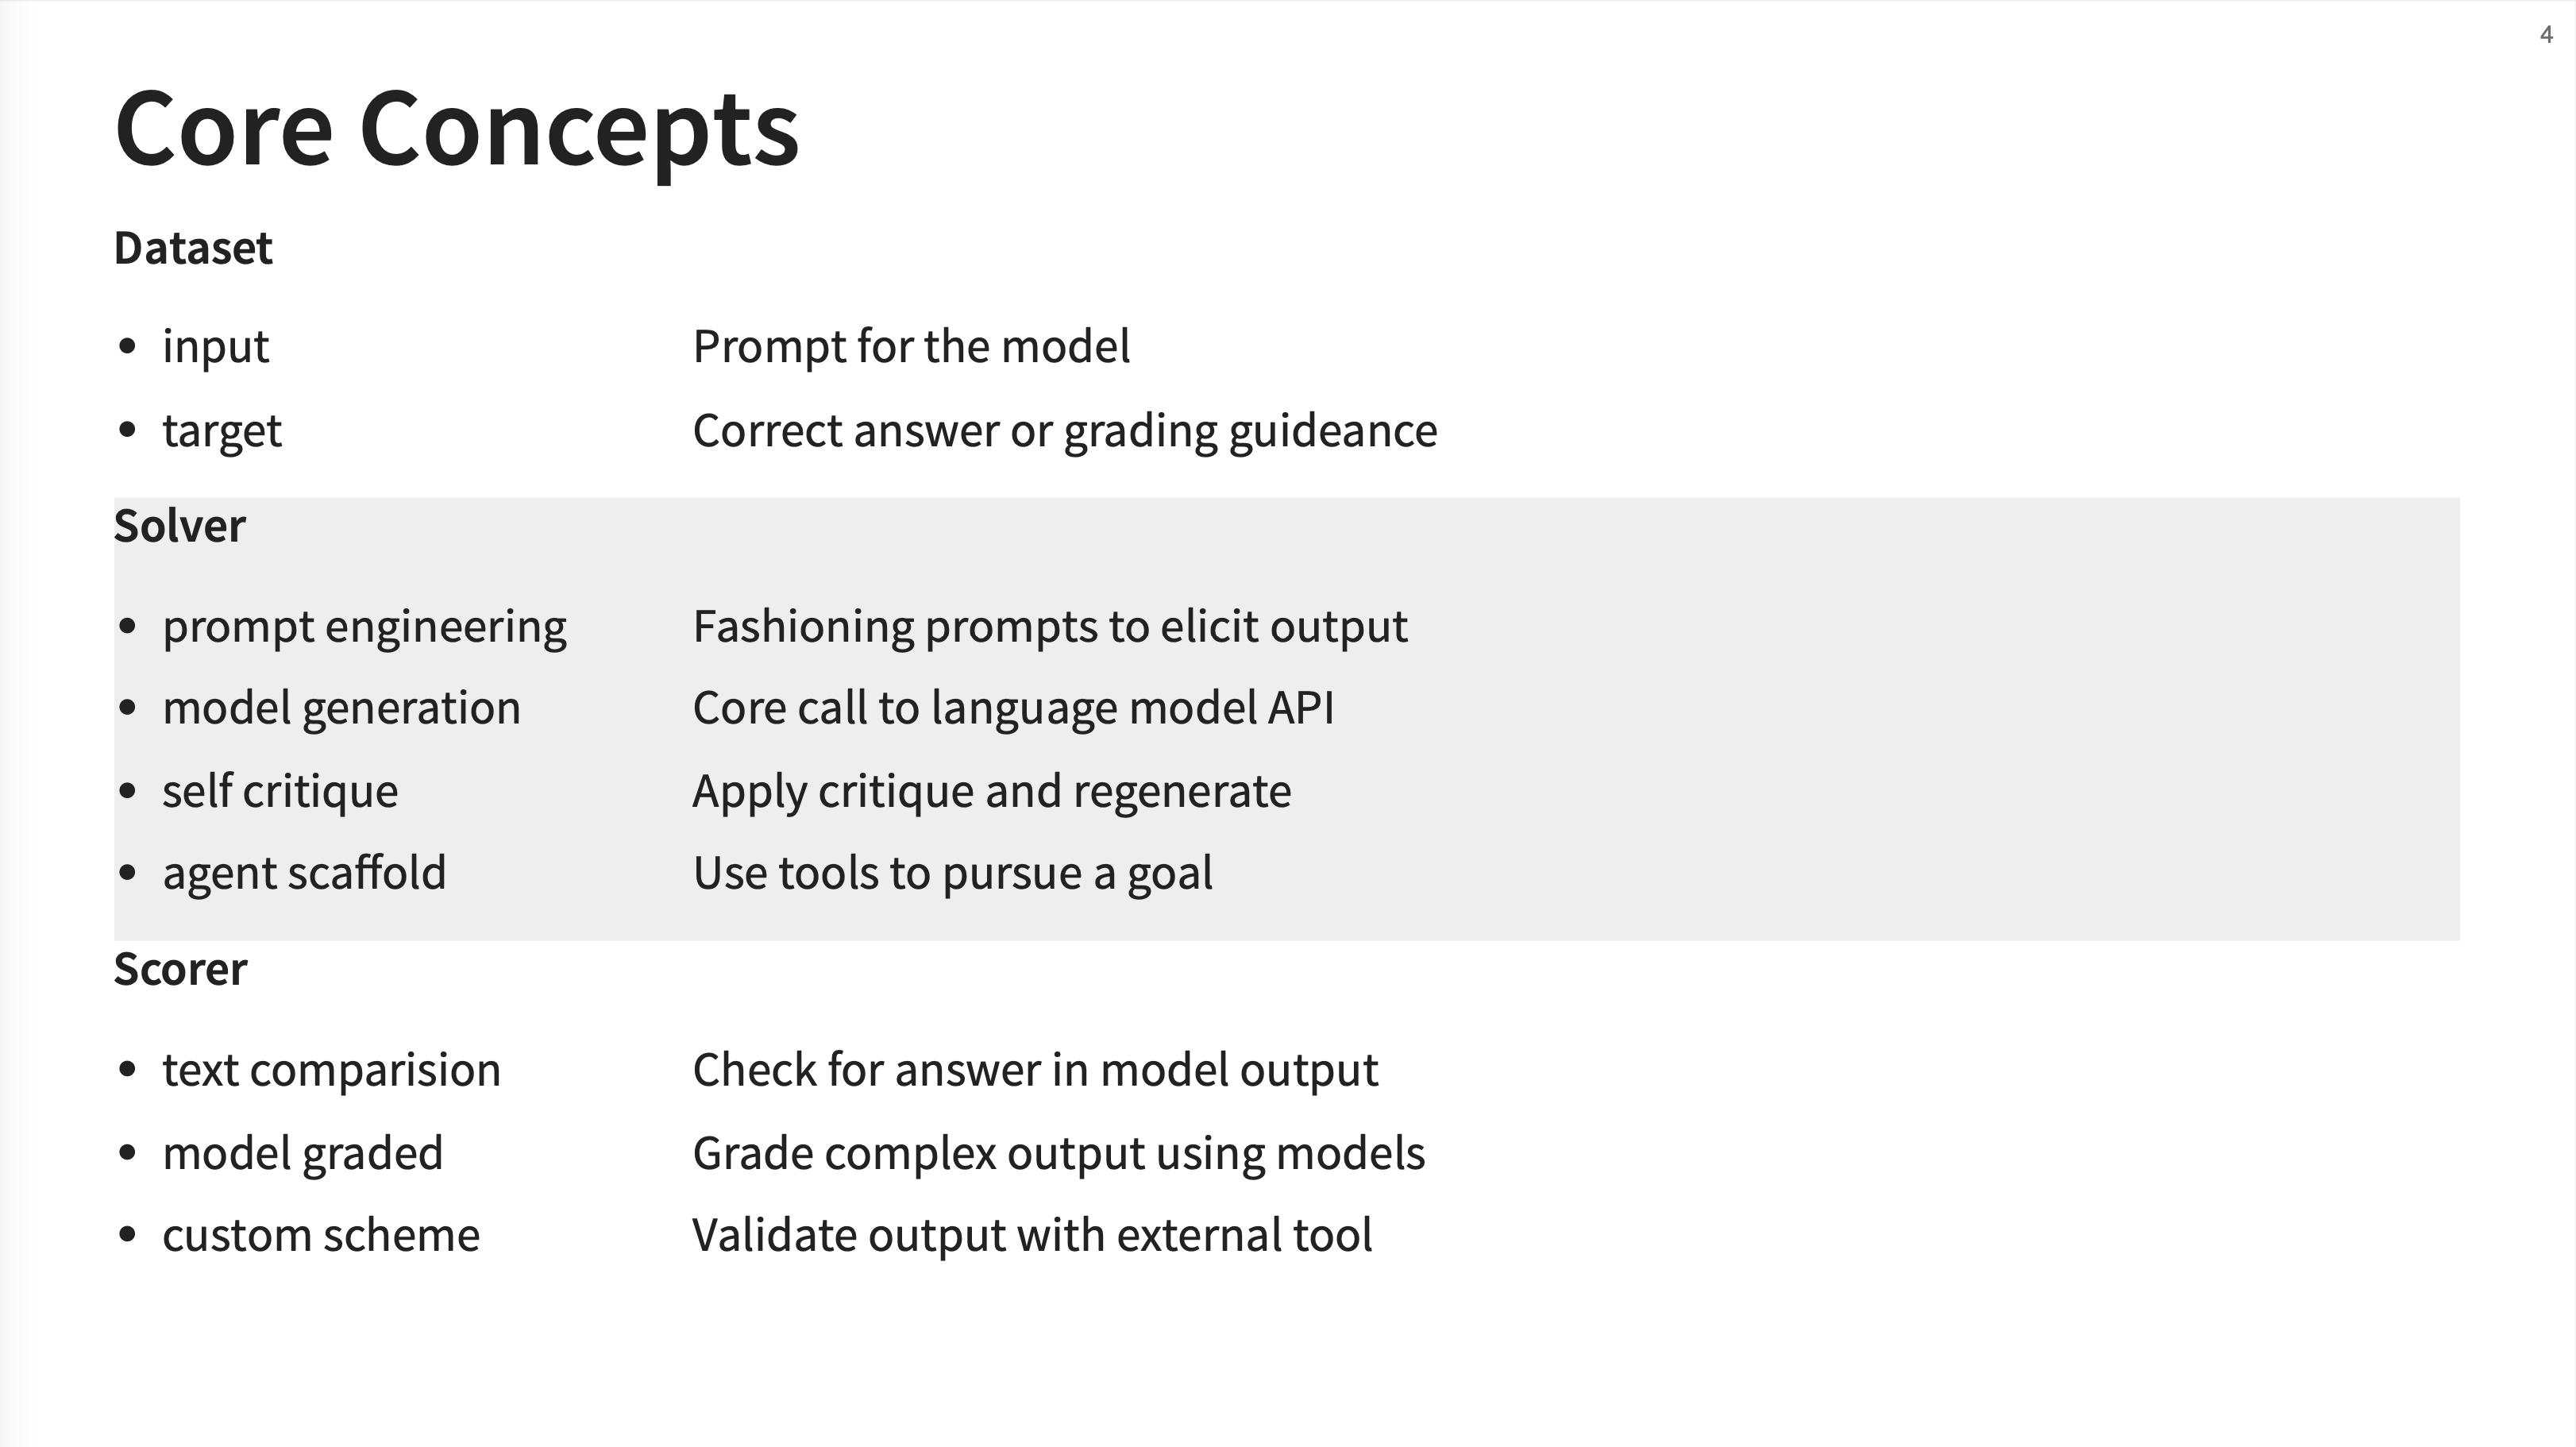 4
Core Concepts
Dataset
• input Prompt for the model
• target Correct answer or grading guideance
Solver
• prompt engineering Fashioning prompts to elicit output
• model generation Core call to language model API
• self critique Apply critique and regenerate
• agent scaffold Use tools to pursue a goal
Scorer
• text comparision Check for answer in model output
• model graded Grade complex output using models
• custom scheme Validate output with external tool